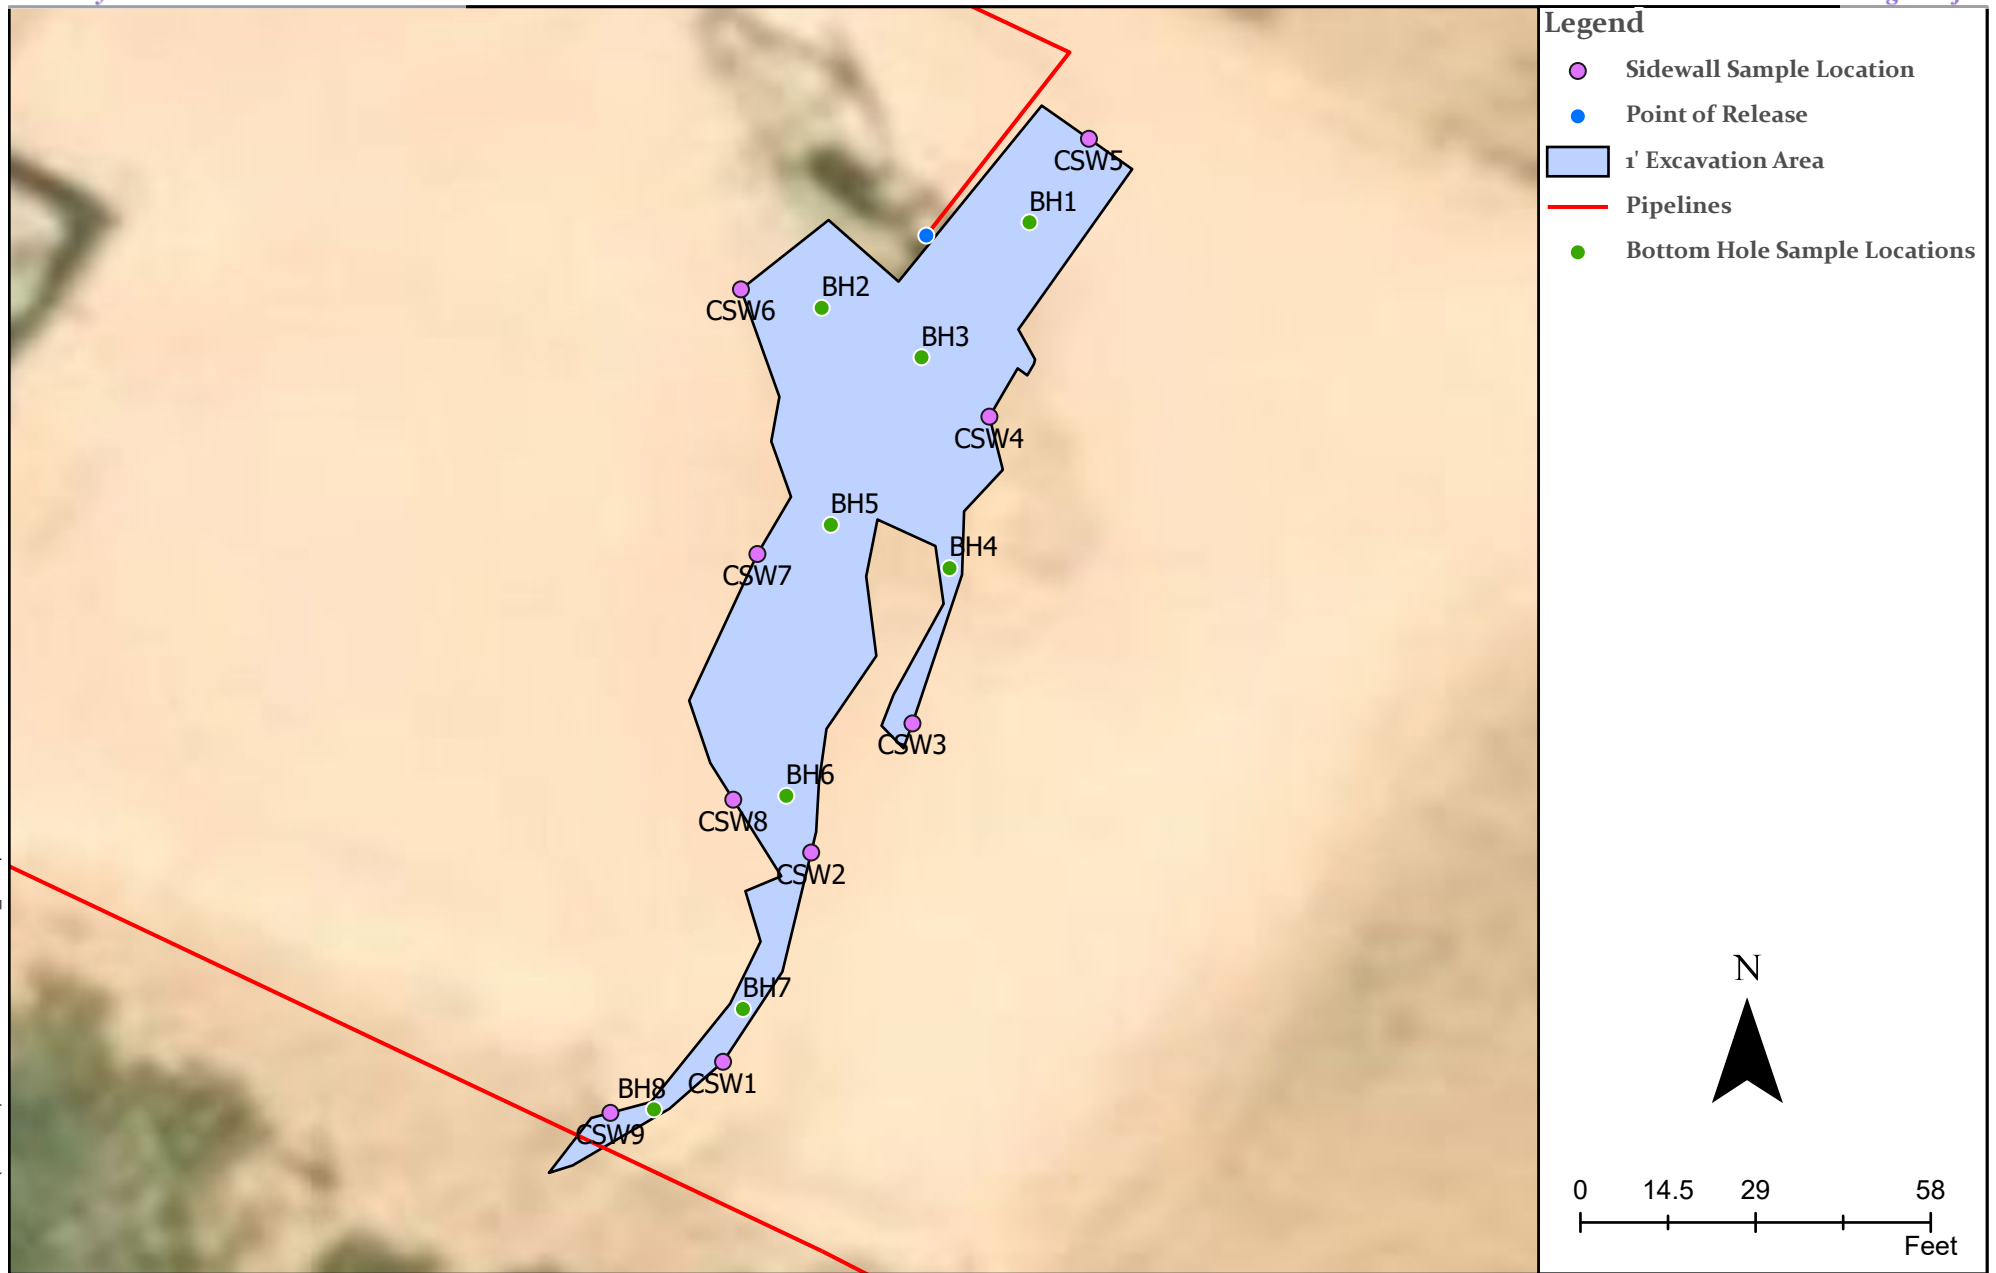 Legend
Sidewall Sample Location
Point of Release
1' Excavation Area
Pipelines
Bottom Hole Sample Locations
CSW5
BH1
BH2
CSW6
BH3
CSW4
BH5
BH4
CSW7
CSW3
BH6
CSW8
CSW2
BH7
CSW1
BH8
CSW9
N
0 14.5 29 58
Feet